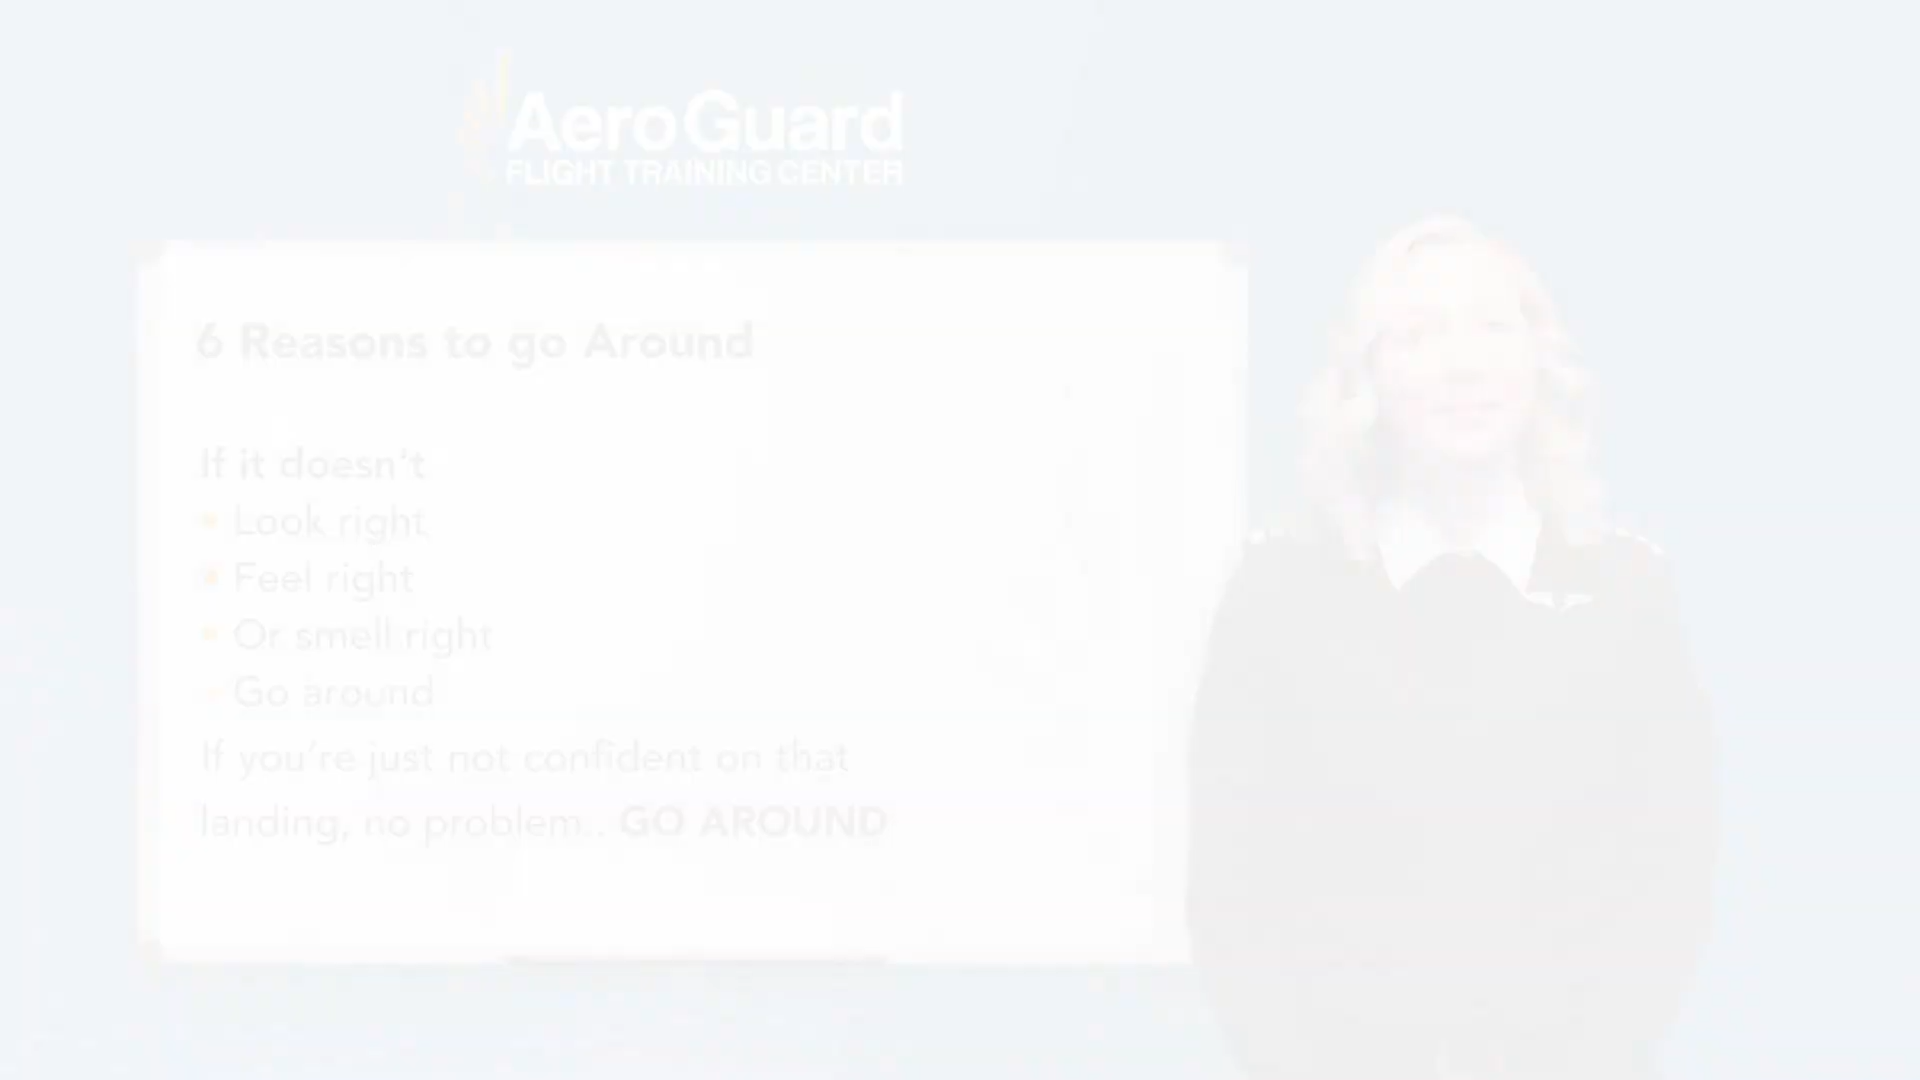 AeroGuard
FLIGHT TRAINING CENTER
6 Reasons to go Around
If it doesn't
• Look right
• Feel right
• Or smell right
- Go around
If you're just not confident on that
landing, no problem.. GO AROUND